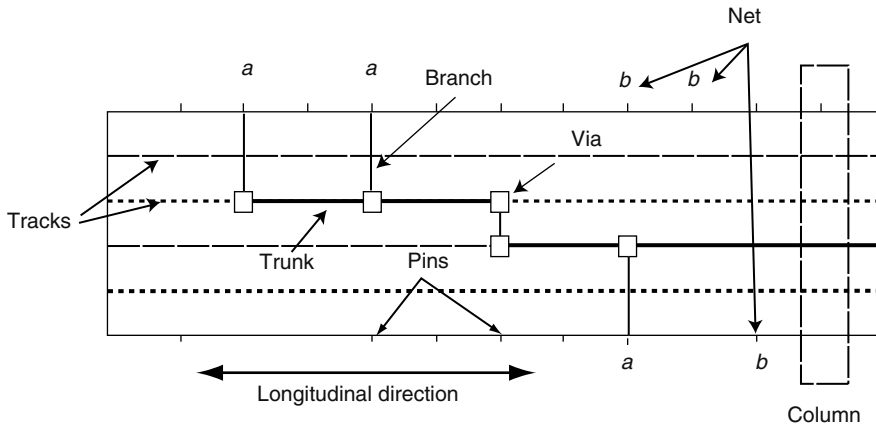 Net
a
a
Branch
b
b
Via
Tracks
Trunk
Pins
a
b
Longitudinal direction
Column